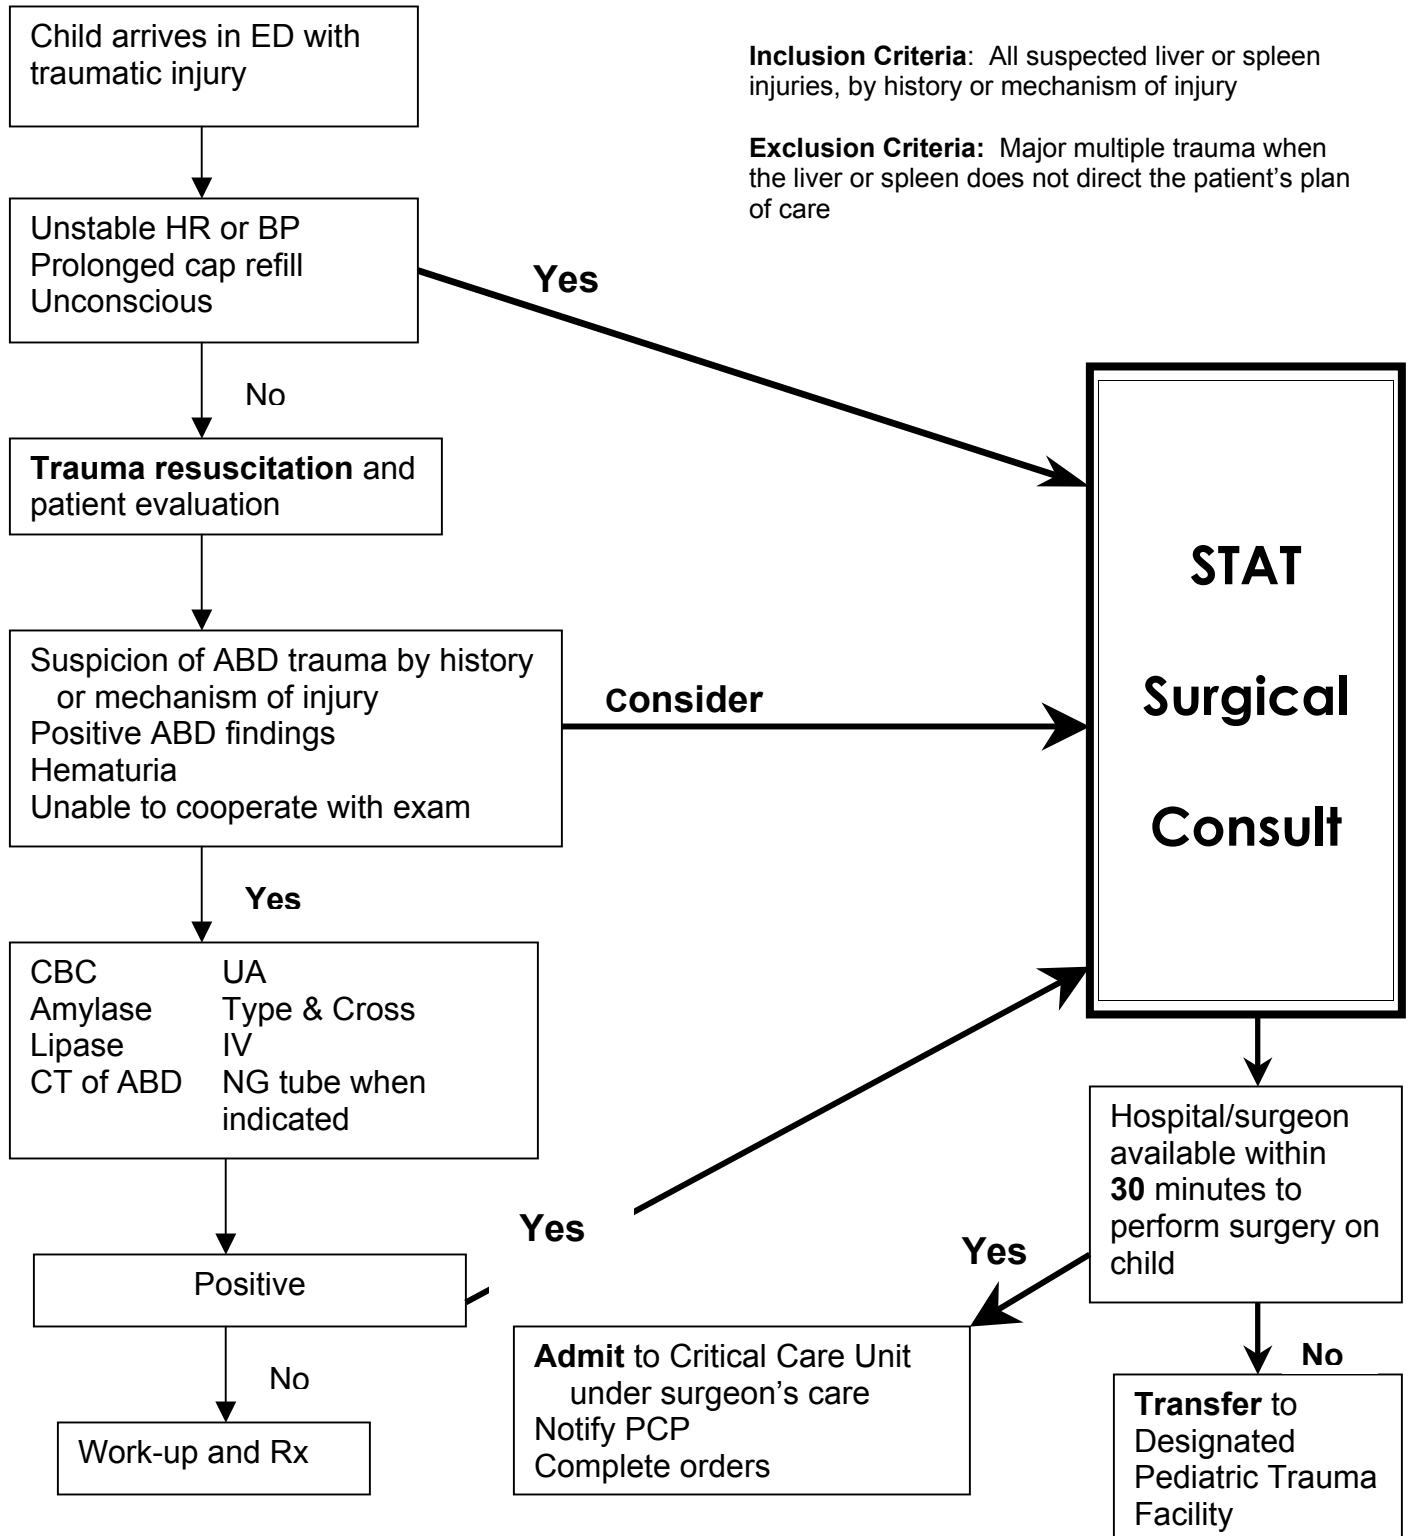 Child arrives in ED with
traumatic injury
Inclusion Criteria:  All suspected liver or spleen
injuries, by history or mechanism of injury
Exclusion Criteria:  Major multiple trauma when
the liver or spleen does not direct the patient's plan
of care
Unstable HR or BP
Prolonged cap refill
Unconscious
Yes
No
Trauma resuscitation and
patient evaluation
Suspicion of ABD trauma by history
or mechanism of injury
Positive ABD findings
Hematuria
Unable to cooperate with exam
Consider
STAT
Surgical
Consult
Yes
CBC UA
Amylase Type & Cross
Lipase IV
CT of ABD NG tube when
indicated
Positive
Yes
No
Work-up and Rx
Hospital/surgeon
available within
30 minutes to
perform surgery on
child
Yes
Admit to Critical Care Unit
under surgeon's care
Notify PCP
Complete orders
No
Transfer to
Designated
Pediatric Trauma
Facility